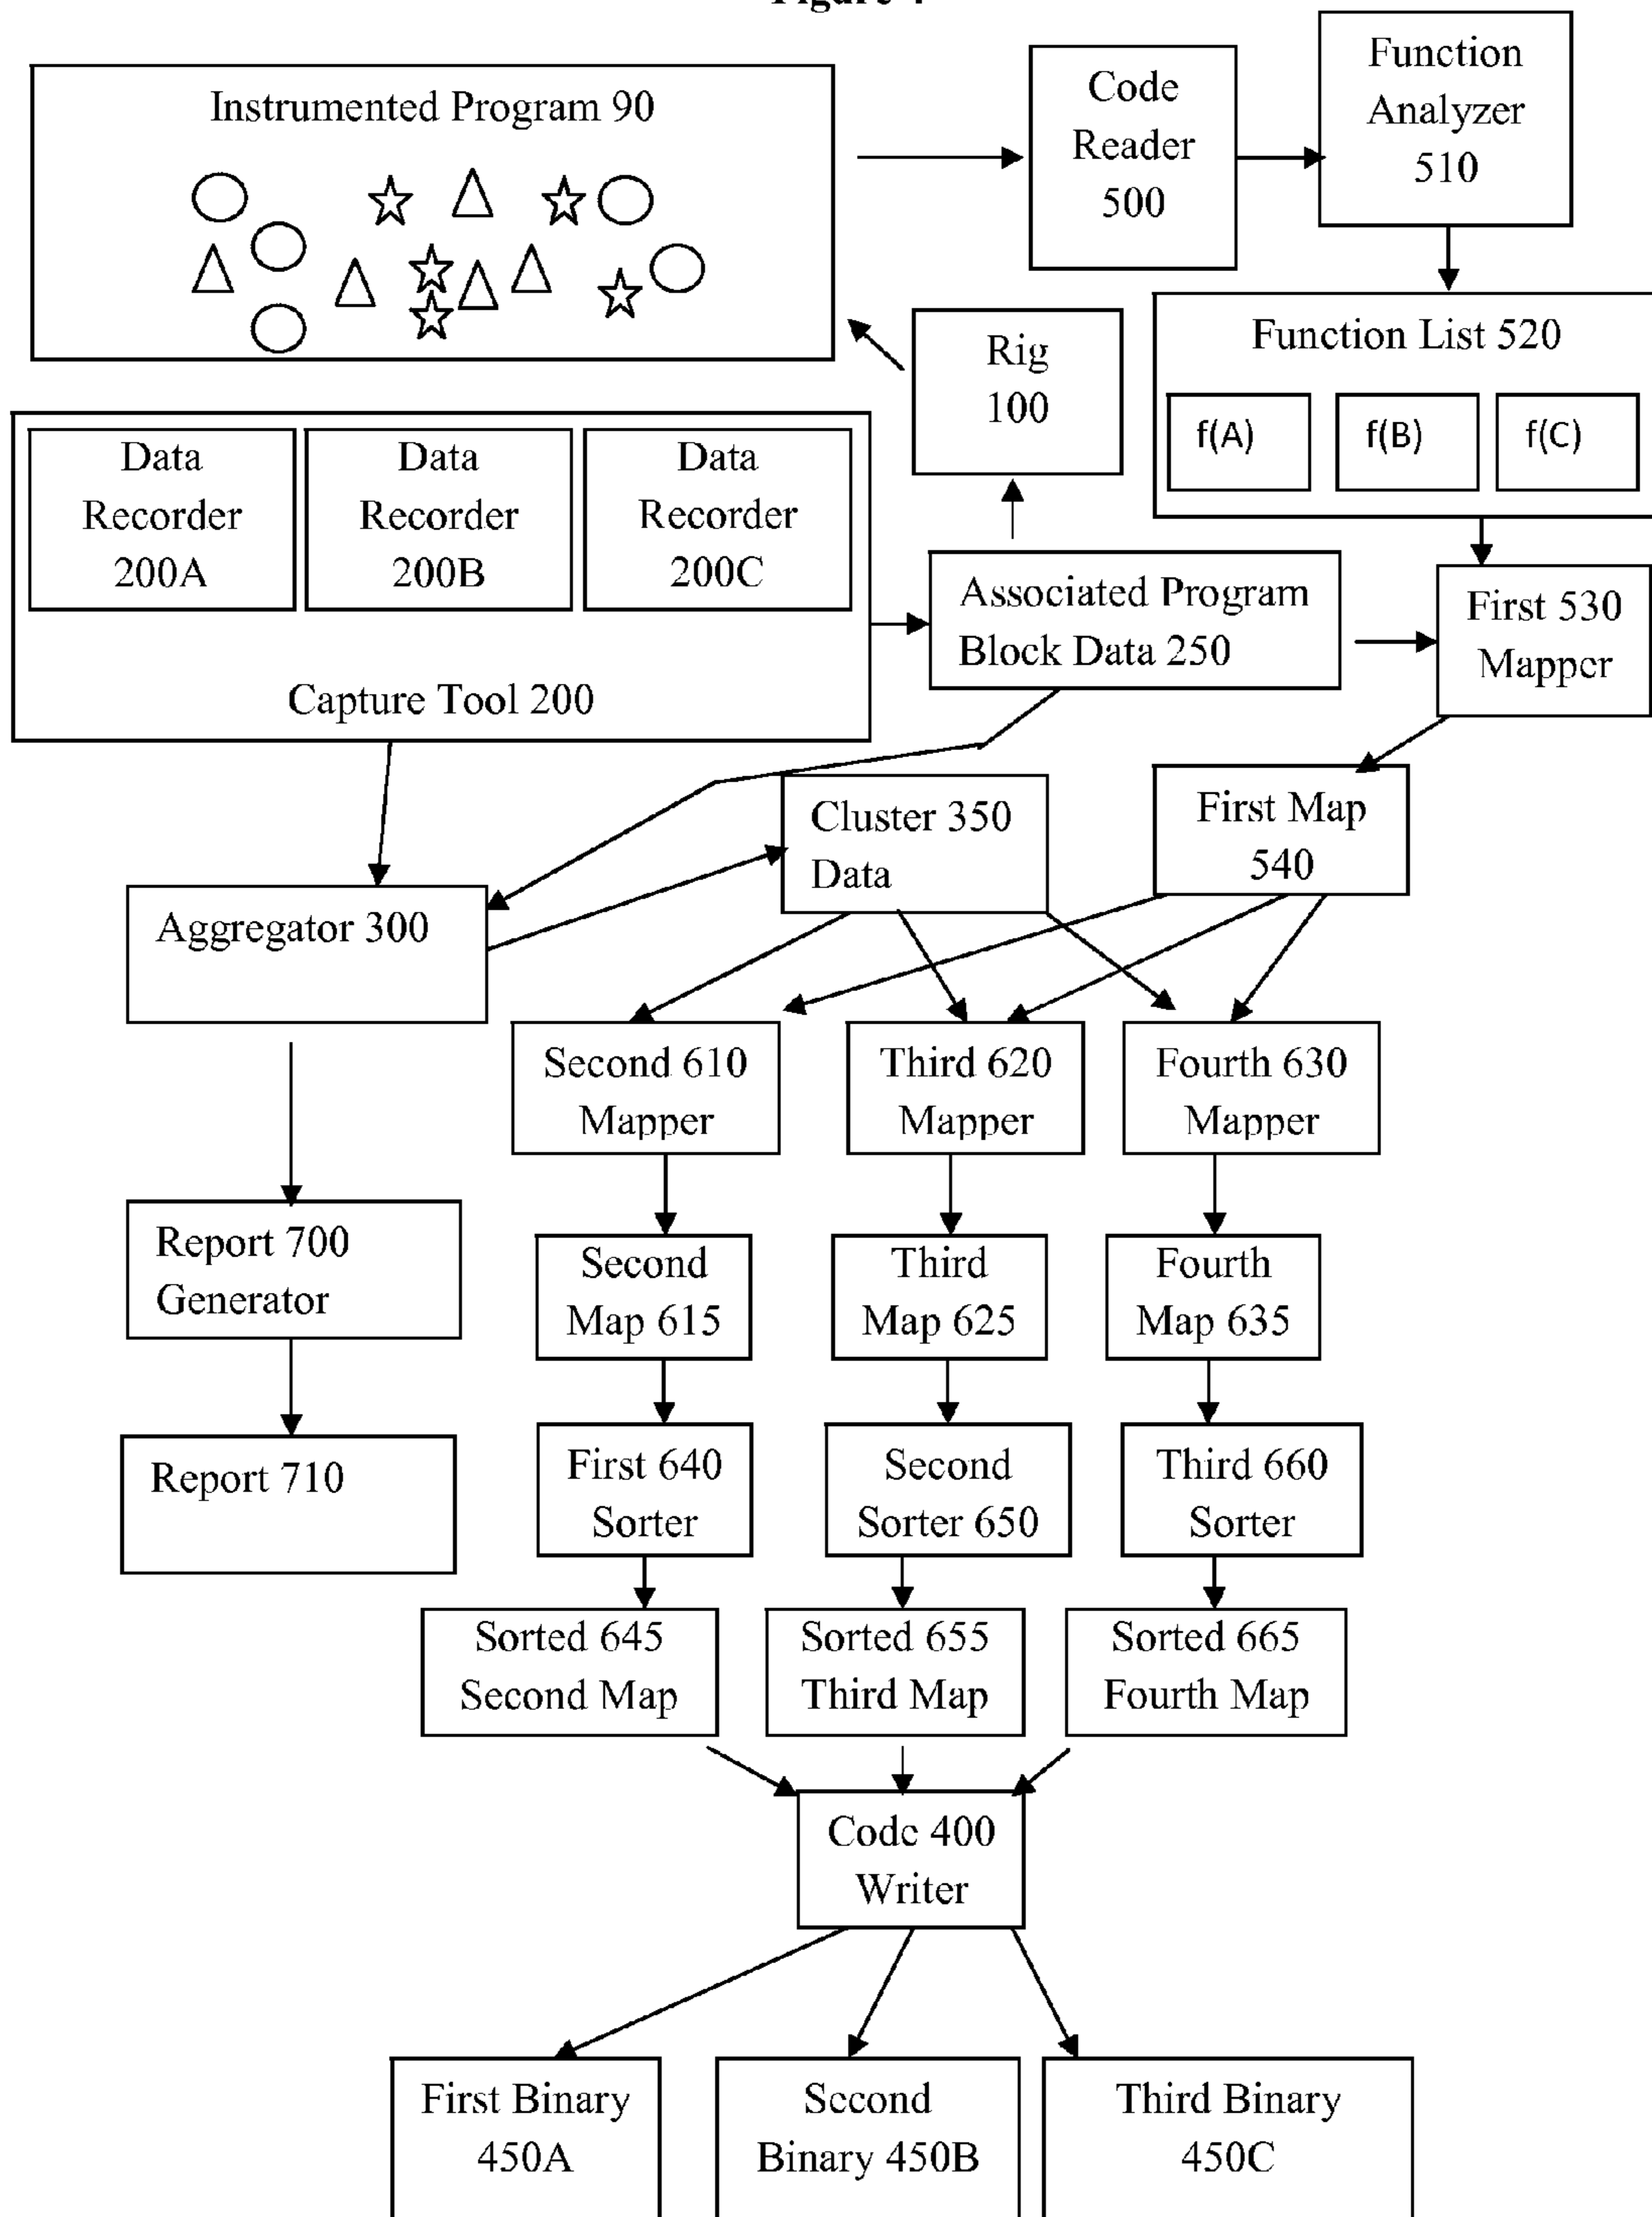 Figure 4
Instrumented Program 90
Code
Reader
500
Function
Analyzer
510
Rig
100
Function List 520
f(A)
f(B)
f(C)
Data
Recorder
200A
Data
Recorder
200B
Data
Recorder
200C
Capture Tool 200
Associated Program
Block Data 250
First 530
Mapper
Cluster 350
Data
First Map
540
Aggregator 300
Second 610
Mapper
Third 620
Mapper
Fourth 630
Mapper
Report 700
Generator
Second
Map 615
Third
Map 625
Fourth
Map 635
Report 710
First 640
Sorter
Second
Sorter 650
Third 660
Sorter
Sorted 645
Second Map
Sorted 655
Third Map
Sorted 665
Fourth Map
Code 400
Writer
First Binary
450A
Second
Binary 450B
Third Binary
450C